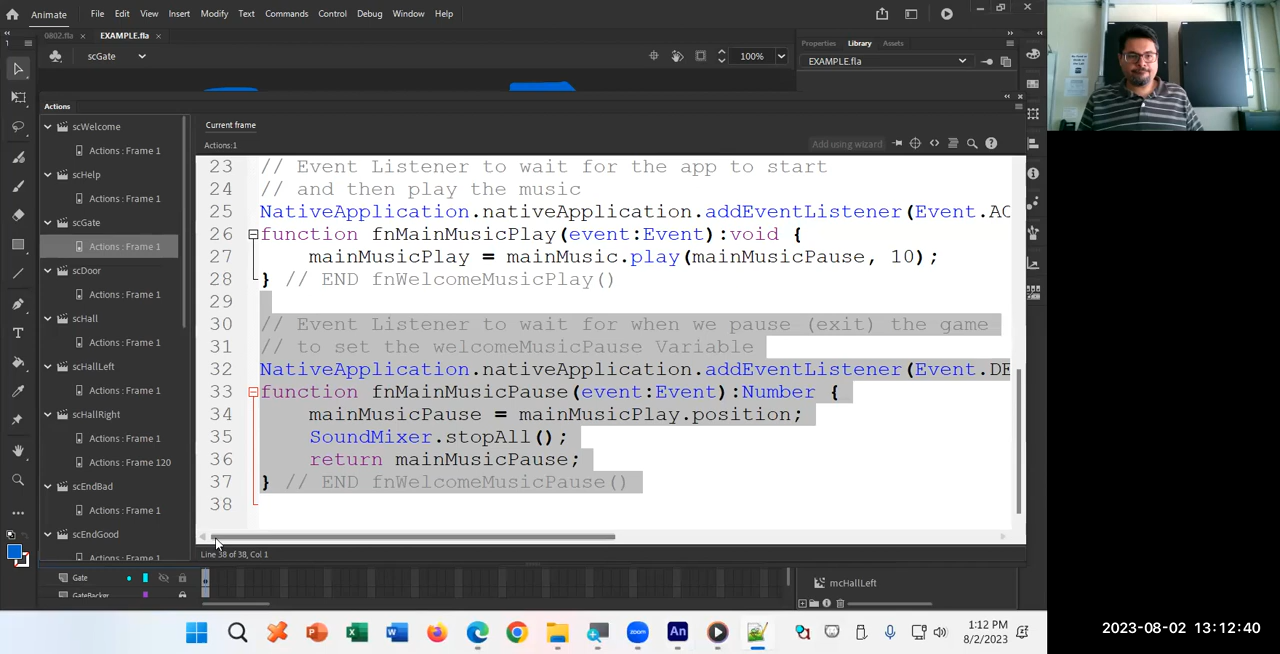 Animate File Edit View Insert Modify Text Commands Control Debug Window Help
0802.fla × EXAMPLE.fla ×
scGate 100%
Properties Library Assets
EXAMPLE.fla
Actions
scWelcome
Actions : Frame 1
scHelp
Actions : Frame 1
scGate
Actions : Frame 1
scDoor
Actions : Frame 1
scHall
Actions : Frame 1
scHallLeft
Actions : Frame 1
scHallRight
Actions : Frame 1
Actions : Frame 120
scEndBad
Actions : Frame 1
scEndGood
Actions : Frame 1
Current frame
Actions:1
Add using wizard
23 // Event Listener to wait for the app to start
24 // and then play the music
25 NativeApplication.nativeApplication.addEventListener(Event.AC
26 function fnMainMusicPlay(event:Event):void {
27 mainMusicPlay = mainMusic.play(mainMusicPause, 10);
28 } // END fnWelcomeMusicPlay()
29
30 // Event Listener to wait for when we pause (exit) the game
31 // to set the welcomeMusicPause Variable
32 NativeApplication.nativeApplication.addEventListener(Event.DE
33 function fnMainMusicPause(event:Event):Number {
34 mainMusicPause = mainMusicPlay.position;
35 SoundMixer.stopAll();
36 return mainMusicPause;
37 } // END fnWelcomeMusicPause()
38
Line 38 of 38, Col 1
Gate
GateBacker
mcHallLeft
1:12 PM
8/2/2023
2023-08-02 13:12:40